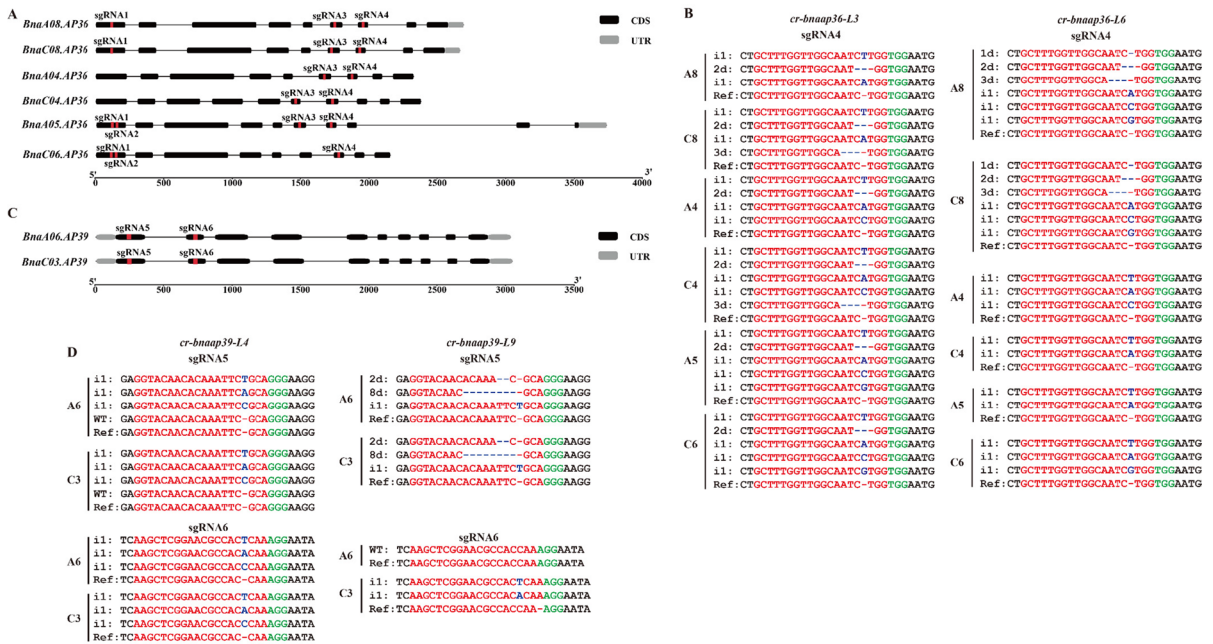 A
BnaA08.AP36
sgRNA1 sgRNA3 sgRNA4
BnaC08.AP36
sgRNA1 sgRNA3 sgRNA4
BnaA04.AP36
sgRNA3 sgRNA4
BnaC04.AP36
sgRNA3 sgRNA4
BnaA05.AP36
sgRNA1 sgRNA3 sgRNA4
sgRNA2
BnaC06.AP36
sgRNA1 sgRNA4
sgRNA2
CDS
UTR
5' 3'
0 500 1000 1500 2000 2500 3000 3500 4000
B
cr-bnaap36-L3
sgRNA4
A8
i1: CTGCTTTGGTTGGCAATCTTGGTGGAATG
2d: CTGCTTTGGTTGGCAAT---GGTGGAATG
i1: CTGCTTTGGTTGGCAATCATGGTGGAATG
Ref:CTGCTTTGGTTGGCAATC-TGGTGGAATG
C8
i1: CTGCTTTGGTTGGCAATCTTGGTGGAATG
2d: CTGCTTTGGTTGGCAAT---GGTGGAATG
i1: CTGCTTTGGTTGGCAATCATGGTGGAATG
3d: CTGCTTTGGTTGGCA----TGGTGGAATG
Ref:CTGCTTTGGTTGGCAATC-TGGTGGAATG
A4
i1: CTGCTTTGGTTGGCAATCTTGGTGGAATG
2d: CTGCTTTGGTTGGCAAT---GGTGGAATG
i1: CTGCTTTGGTTGGCAATCATGGTGGAATG
i1: CTGCTTTGGTTGGCAATCCTGGTGGAATG
Ref:CTGCTTTGGTTGGCAATC-TGGTGGAATG
C4
i1: CTGCTTTGGTTGGCAATCTTGGTGGAATG
2d: CTGCTTTGGTTGGCAAT---GGTGGAATG
i1: CTGCTTTGGTTGGCAATCATGGTGGAATG
i1: CTGCTTTGGTTGGCAATCCTGGTGGAATG
3d: CTGCTTTGGTTGGCA----TGGTGGAATG
Ref:CTGCTTTGGTTGGCAATC-TGGTGGAATG
A5
i1: CTGCTTTGGTTGGCAATCTTGGTGGAATG
2d: CTGCTTTGGTTGGCAAT---GGTGGAATG
i1: CTGCTTTGGTTGGCAATCATGGTGGAATG
i1: CTGCTTTGGTTGGCAATCCTGGTGGAATG
i1: CTGCTTTGGTTGGCAATCGTGGTGGAATG
Ref:CTGCTTTGGTTGGCAATC-TGGTGGAATG
C6
i1: CTGCTTTGGTTGGCAATCTTGGTGGAATG
2d: CTGCTTTGGTTGGCAAT---GGTGGAATG
i1: CTGCTTTGGTTGGCAATCATGGTGGAATG
i1: CTGCTTTGGTTGGCAATCCTGGTGGAATG
i1: CTGCTTTGGTTGGCAATCGTGGTGGAATG
Ref:CTGCTTTGGTTGGCAATC-TGGTGGAATG
cr-bnaap36-L6
sgRNA4
A8
1d: CTGCTTTGGTTGGCAATC-TGGTGGAATG
2d: CTGCTTTGGTTGGCAAT---GGTGGAATG
3d: CTGCTTTGGTTGGCA----TGGTGGAATG
i1: CTGCTTTGGTTGGCAATCATGGTGGAATG
i1: CTGCTTTGGTTGGCAATCCTGGTGGAATG
i1: CTGCTTTGGTTGGCAATCGTGGTGGAATG
Ref:CTGCTTTGGTTGGCAATC-TGGTGGAATG
C8
1d: CTGCTTTGGTTGGCAATC-TGGTGGAATG
2d: CTGCTTTGGTTGGCAAT---GGTGGAATG
3d: CTGCTTTGGTTGGCA----TGGTGGAATG
i1: CTGCTTTGGTTGGCAATCATGGTGGAATG
i1: CTGCTTTGGTTGGCAATCCTGGTGGAATG
i1: CTGCTTTGGTTGGCAATCGTGGTGGAATG
Ref:CTGCTTTGGTTGGCAATC-TGGTGGAATG
A4
i1: CTGCTTTGGTTGGCAATCTTGGTGGAATG
i1: CTGCTTTGGTTGGCAATCATGGTGGAATG
i1: CTGCTTTGGTTGGCAATCCTGGTGGAATG
Ref:CTGCTTTGGTTGGCAATC-TGGTGGAATG
C4
i1: CTGCTTTGGTTGGCAATCTTGGTGGAATG
i1: CTGCTTTGGTTGGCAATCATGGTGGAATG
Ref:CTGCTTTGGTTGGCAATC-TGGTGGAATG
A5
i1: CTGCTTTGGTTGGCAATCTTGGTGGAATG
i1: CTGCTTTGGTTGGCAATCATGGTGGAATG
Ref:CTGCTTTGGTTGGCAATC-TGGTGGAATG
C6
i1: CTGCTTTGGTTGGCAATCTTGGTGGAATG
i1: CTGCTTTGGTTGGCAATCATGGTGGAATG
i1: CTGCTTTGGTTGGCAATCGTGGTGGAATG
Ref:CTGCTTTGGTTGGCAATC-TGGTGGAATG
C
BnaA06.AP39
sgRNA5 sgRNA6
BnaC03.AP39
sgRNA5 sgRNA6
CDS
UTR
5' 3'
0 500 1000 1500 2000 2500 3000 3500
D
cr-bnaap39-L4
sgRNA5
A6
i1: GAGGTACAACACAAATTCTGCAGGGAAGG
i1: GAGGTACAACACAAATTCAGCAGGGAAGG
i1: GAGGTACAACACAAATTCCGCAGGGAAGG
WT: GAGGTACAACACAAATTC-GCAGGGAAGG
Ref:GAGGTACAACACAAATTC-GCAGGGAAGG
C3
i1: GAGGTACAACACAAATTCTGCAGGGAAGG
i1: GAGGTACAACACAAATTCAGCAGGGAAGG
i1: GAGGTACAACACAAATTCCGCAGGGAAGG
WT: GAGGTACAACACAAATTC-GCAGGGAAGG
Ref:GAGGTACAACACAAATTC-GCAGGGAAGG
sgRNA6
A6
i1: TCAAGCTCGGAACGCCACTCAAAGGAATA
i1: TCAAGCTCGGAACGCCACACAAAGGAATA
i1: TCAAGCTCGGAACGCCACCCAAAGGAATA
Ref:TCAAGCTCGGAACGCCAC-CAAAGGAATA
C3
i1: TCAAGCTCGGAACGCCACTCAAAGGAATA
i1: TCAAGCTCGGAACGCCACACAAAGGAATA
i1: TCAAGCTCGGAACGCCACCCAAAGGAATA
Ref:TCAAGCTCGGAACGCCAC-CAAAGGAATA
cr-bnaap39-L9
sgRNA5
A6
2d: GAGGTACAACACAAA--C-GCAGGGAAGG
8d: GAGGTACAAC---------GCAGGGAAGG
i1: GAGGTACAACACAAATTCTGCAGGGAAGG
Ref:GAGGTACAACACAAATTC-GCAGGGAAGG
C3
2d: GAGGTACAACACAAA--C-GCAGGGAAGG
8d: GAGGTACAAC---------GCAGGGAAGG
i1: GAGGTACAACACAAATTCTGCAGGGAAGG
Ref:GAGGTACAACACAAATTC-GCAGGGAAGG
sgRNA6
A6
WT: TCAAGCTCGGAACGCCACCAAAGGAATA
Ref:TCAAGCTCGGAACGCCACCAAAGGAATA
C3
i1: TCAAGCTCGGAACGCCACTCAAAGGAATA
i1: TCAAGCTCGGAACGCCACACAAAGGAATA
Ref:TCAAGCTCGGAACGCCACCAA-AGGAATA